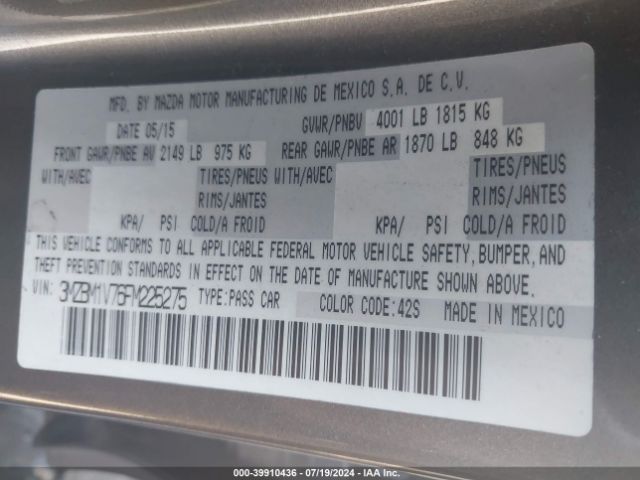 MFD. BY MAZDA MOTOR MANUFACTURING DE MEXICO S.A. DE C.V.
DATE 05/15 GVWR/PNBV 4001 LB 1815 KG
FRONT GAWR/PNBE AV 2149 LB 975 KG REAR GAWR/PNBE AR 1870 LB 848 KG
WITH/AVEC TIRES/PNEUS WITH/AVEC TIRES/PNEUS
RIMS/JANTES RIMS/JANTES
KPA/ PSI COLD/A FROID KPA/ PSI COLD/A FROID
THIS VEHICLE CONFORMS TO ALL APPLICABLE FEDERAL MOTOR VEHICLE SAFETY, BUMPER, AND
THEFT PREVENTION STANDARDS IN EFFECT ON THE DATE OF MANUFACTURE SHOWN ABOVE.
VIN: 3MZBM1V76FM225275 TYPE:PASS CAR COLOR CODE:42S MADE IN MEXICO
000-39910436 - 07/19/2024 - IAA Inc.